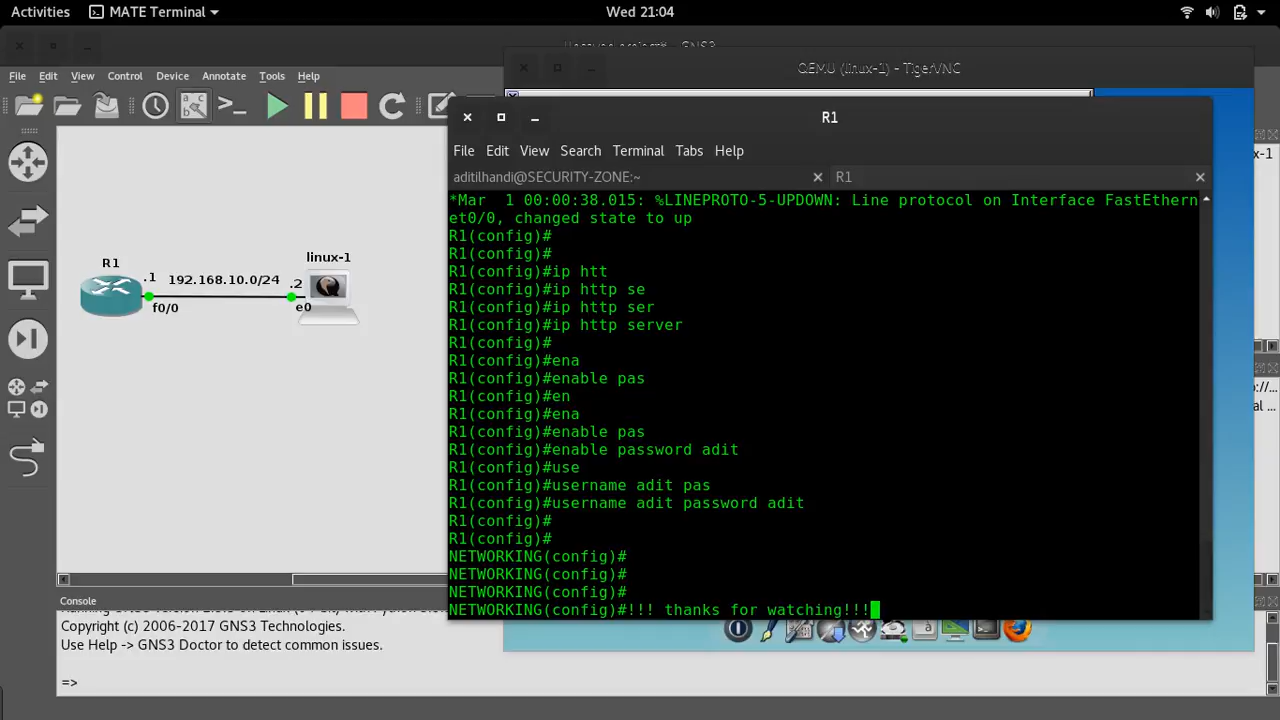 Activities MATE Terminal Wed 21:04
QEMU (linux-1) - TigerVNC
File Edit View Control Device Annotate Tools Help
R1
File Edit View Search Terminal Tabs Help
aditilhandi@SECURITY-ZONE:~ R1
*Mar  1 00:00:38.015: %LINEPROTO-5-UPDOWN: Line protocol on Interface FastEthern
et0/0, changed state to up
R1(config)#
R1(config)#
R1(config)#ip htt
R1(config)#ip http se
R1(config)#ip http ser
R1(config)#ip http server
R1(config)#
R1(config)#ena
R1(config)#enable pas
R1(config)#en
R1(config)#ena
R1(config)#enable pas
R1(config)#enable password adit
R1(config)#use
R1(config)#username adit pas
R1(config)#username adit password adit
R1(config)#
R1(config)#
NETWORKING(config)#
NETWORKING(config)#
NETWORKING(config)#
NETWORKING(config)#!!! thanks for watching!!!
R1
linux-1
.1 192.168.10.0/24 .2
f0/0 e0
Console
Copyright (c) 2006-2017 GNS3 Technologies.
Use Help -> GNS3 Doctor to detect common issues.
=>